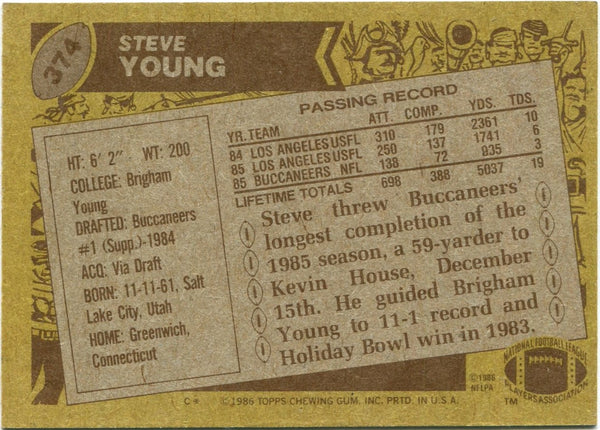 374
STEVE
YOUNG
HT: 6' 2" WT: 200
COLLEGE: Brigham
Young
DRAFTED: Buccaneers
#1 (Supp.)-1984
ACQ: Via Draft
BORN: 11-11-61, Salt
Lake City, Utah
HOME: Greenwich,
Connecticut
PASSING RECORD
YR. TEAM ATT. COMP. YDS. TDS.
84 LOS ANGELES USFL 310 179 2361 10
85 LOS ANGELES USFL 250 137 1741 6
85 BUCCANEERS NFL 138 72 935 3
LIFETIME TOTALS 698 388 5037 19
Steve threw Buccaneers'
longest completion of the
1985 season, a 59-yarder to
Kevin House, December
15th. He guided Brigham
Young to 11-1 record and
Holiday Bowl win in 1983.
©1986
NFLPA
NATIONAL FOOTBALL LEAGUE
PLAYERS ASSOCIATION
TM
C* ©1986 TOPPS CHEWING GUM, INC. PRTD. IN U.S.A.